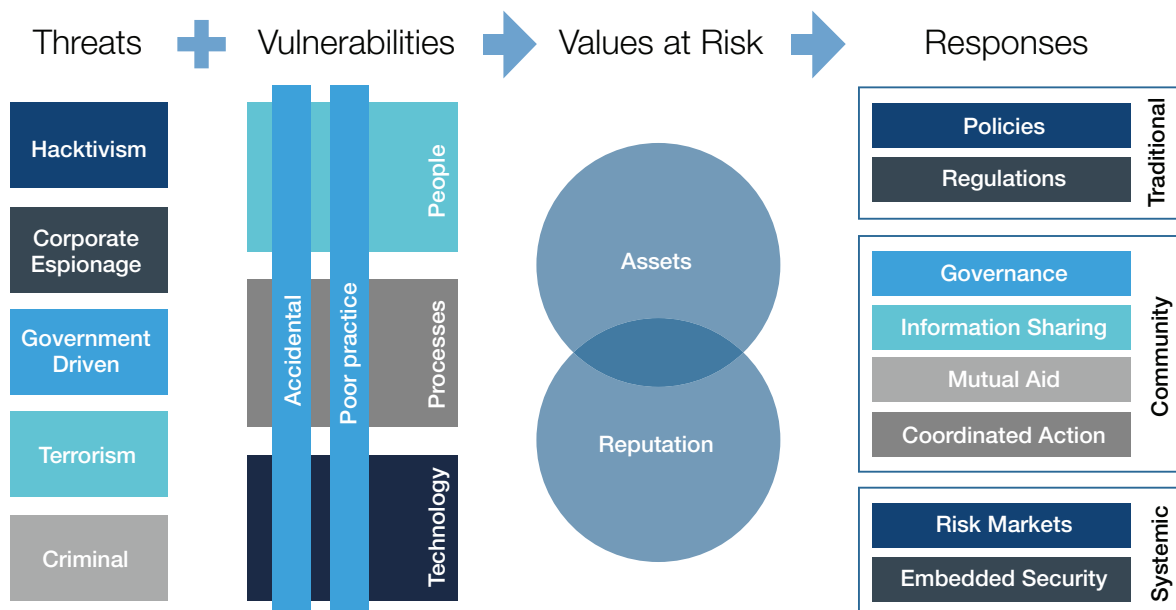 Threats
Vulnerabilities
Values at Risk
Responses
Hacktivism
Corporate
Espionage
Government
Driven
Terrorism
Criminal
Accidental
Poor practice
People
Processes
Technology
Assets
Reputation
Policies
Regulations
Traditional
Governance
Information Sharing
Mutual Aid
Coordinated Action
Community
Risk Markets
Embedded Security
Systemic